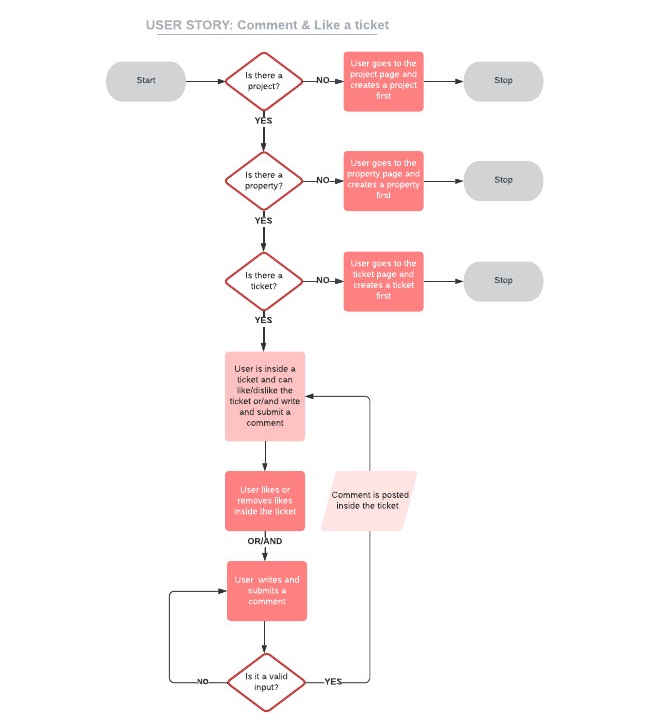 USER STORY: Comment & Like a ticket
Start
Is there a
project?
NO
User goes to the
project page and
creates a project
first
Stop
YES
Is there a
property?
NO
User goes to the
property page and
creates a property
first
Stop
YES
Is there a
ticket?
NO
User goes to the
ticket page and
creates a ticket
first
Stop
YES
User is inside a
ticket and can
like/dislike the
ticket or/and write
and submit a
comment
User likes or
removes likes
inside the ticket
Comment is posted
inside the ticket
OR/AND
User writes and
submits a
comment
Is it a valid
input?
NO
YES